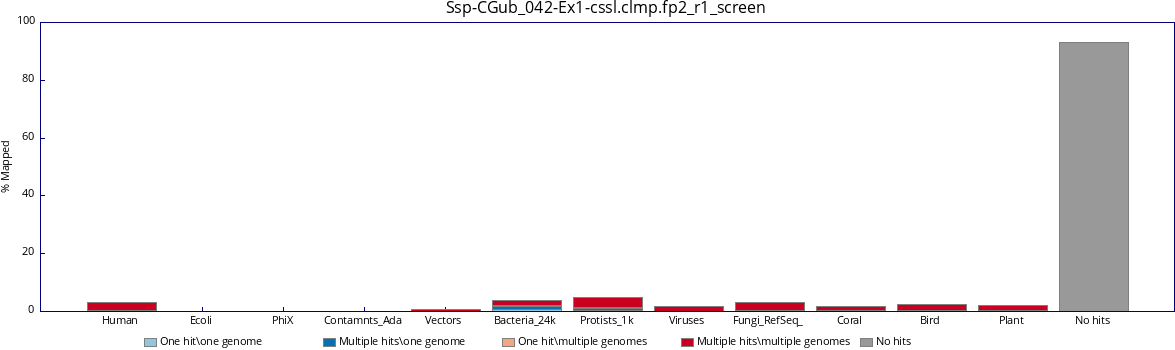 Ssp-CGub_042-Ex1-cssl.clmp.fp2_r1_screen
100
80
60
40
20
0
% Mapped
Human Ecoli PhiX Contamnts_Ada Vectors Bacteria_24k Protists_1k Viruses Fungi_RefSeq_ Coral Bird Plant No hits
One hit\one genome Multiple hits\one genome One hit\multiple genomes Multiple hits\multiple genomes No hits